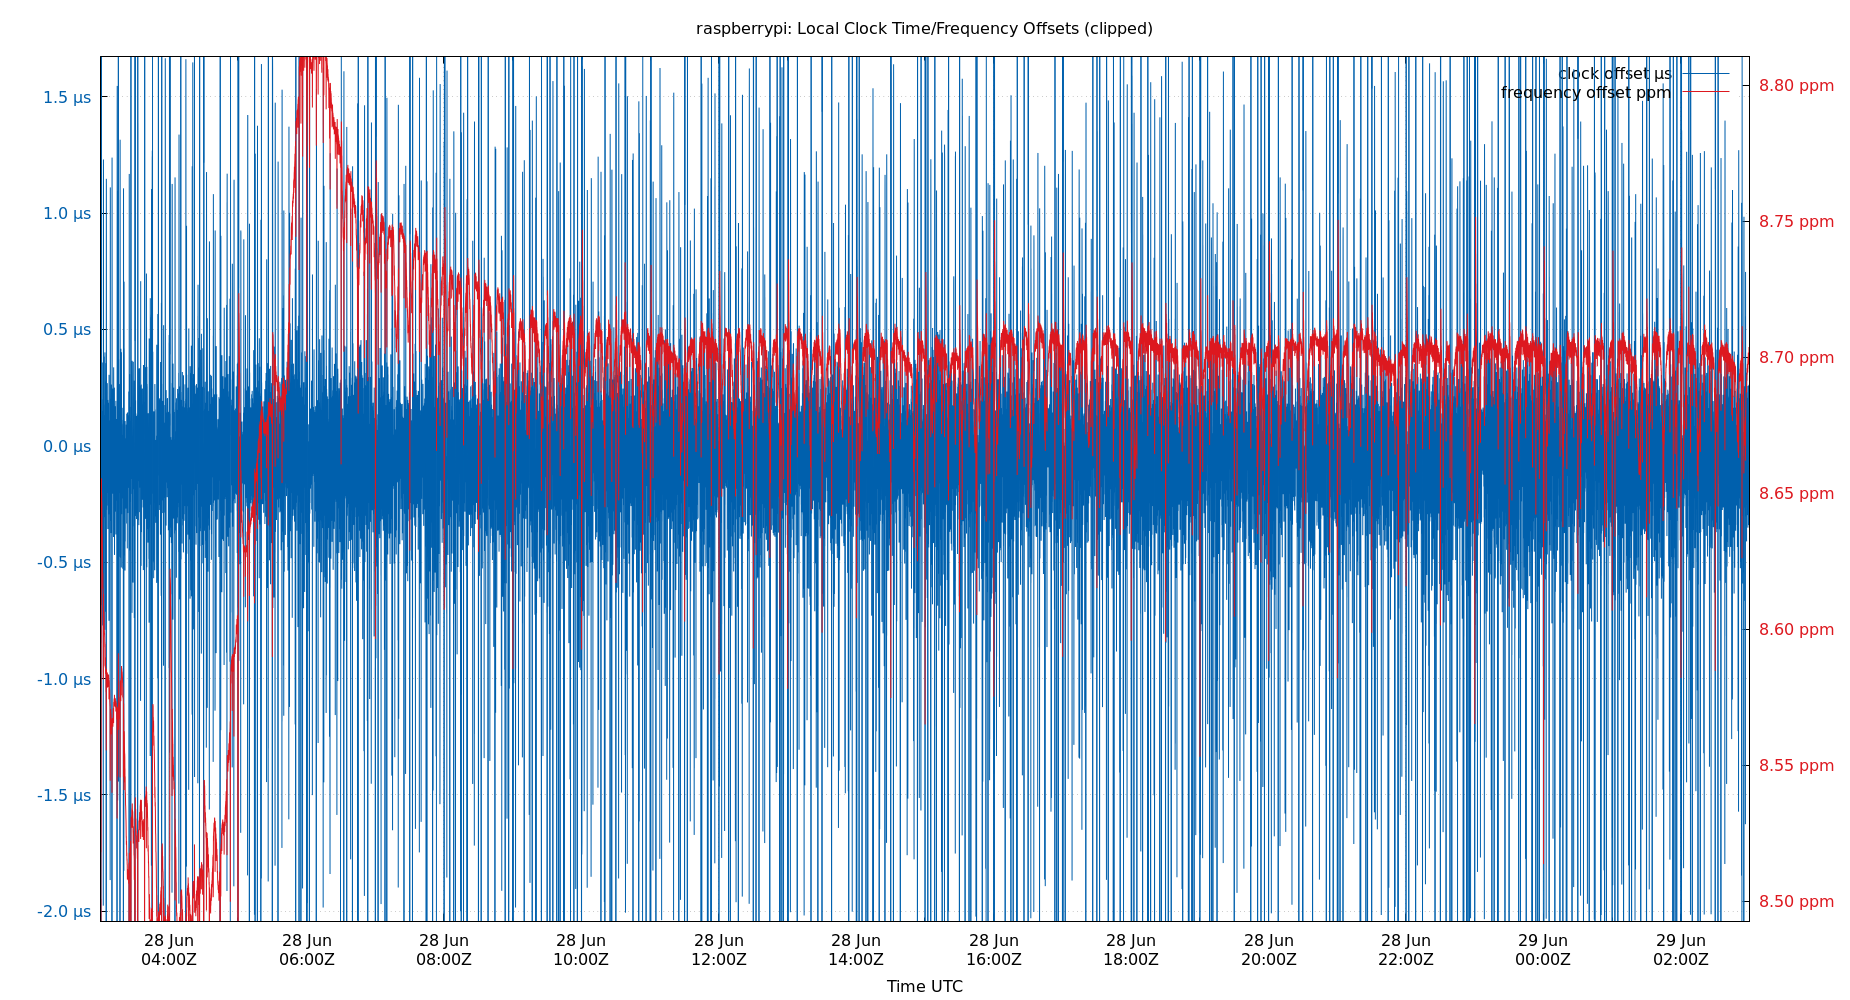 raspberrypi: Local Clock Time/Frequency Offsets (clipped)
clock offset µs
frequency offset ppm
1.5 µs
1.0 µs
0.5 µs
0.0 µs
-0.5 µs
-1.0 µs
-1.5 µs
-2.0 µs
8.80 ppm
8.75 ppm
8.70 ppm
8.65 ppm
8.60 ppm
8.55 ppm
8.50 ppm
28 Jun
04:00Z
28 Jun
06:00Z
28 Jun
08:00Z
28 Jun
10:00Z
28 Jun
12:00Z
28 Jun
14:00Z
28 Jun
16:00Z
28 Jun
18:00Z
28 Jun
20:00Z
28 Jun
22:00Z
29 Jun
00:00Z
29 Jun
02:00Z
Time UTC